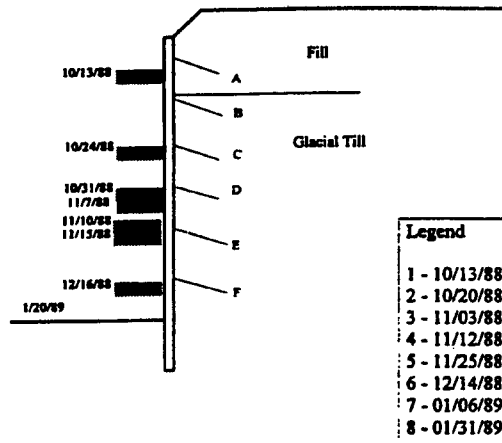 Fill
10/13/88
A
B
10/24/88
C
Glacial Till
10/31/88
D
11/7/88
11/10/88
11/15/88
E
12/16/88
F
1/20/89
Legend
1 - 10/13/88
2 - 10/20/88
3 - 11/03/88
4 - 11/12/88
5 - 11/25/88
6 - 12/14/88
7 - 01/06/89
8 - 01/31/89